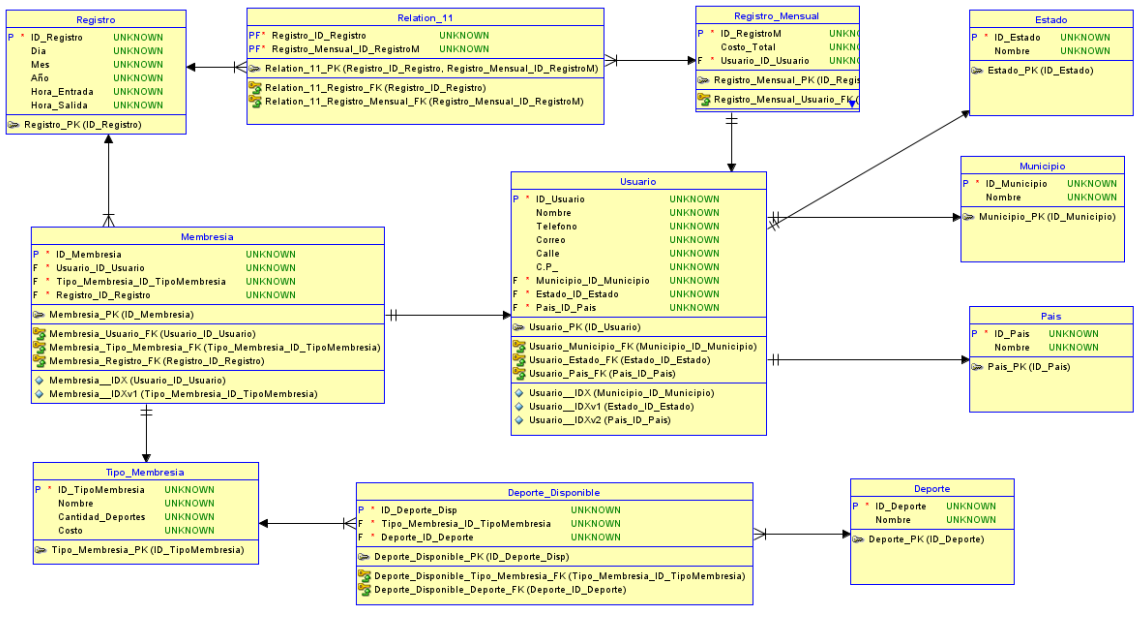 Registro
P * ID_Registro UNKNOWN
Dia UNKNOWN
Mes UNKNOWN
Año UNKNOWN
Hora_Entrada UNKNOWN
Hora_Salida UNKNOWN
Registro_PK (ID_Registro)
Relation_11
PF* Registro_ID_Registro UNKNOWN
PF* Registro_Mensual_ID_RegistroM UNKNOWN
Relation_11_PK (Registro_ID_Registro, Registro_Mensual_ID_RegistroM)
Relation_11_Registro_FK (Registro_ID_Registro)
Relation_11_Registro_Mensual_FK (Registro_Mensual_ID_RegistroM)
Registro_Mensual
P * ID_RegistroM UNKN
Costo_Total UNKN
F * Usuario_ID_Usuario UNKN
Registro_Mensual_PK (ID_Regis
Registro_Mensual_Usuario_FK (
Estado
P * ID_Estado UNKNOWN
Nombre UNKNOWN
Estado_PK (ID_Estado)
Municipio
P * ID_Municipio UNKNOWN
Nombre UNKNOWN
Municipio_PK (ID_Municipio)
Usuario
P * ID_Usuario UNKNOWN
Nombre UNKNOWN
Telefono UNKNOWN
Correo UNKNOWN
Calle UNKNOWN
C.P_ UNKNOWN
F * Municipio_ID_Municipio UNKNOWN
F * Estado_ID_Estado UNKNOWN
F * Pais_ID_Pais UNKNOWN
Usuario_PK (ID_Usuario)
Usuario_Municipio_FK (Municipio_ID_Municipio)
Usuario_Estado_FK (Estado_ID_Estado)
Usuario_Pais_FK (Pais_ID_Pais)
Usuario__IDX (Municipio_ID_Municipio)
Usuario__IDXv1 (Estado_ID_Estado)
Usuario__IDXv2 (Pais_ID_Pais)
Membresia
P * ID_Membresia UNKNOWN
F * Usuario_ID_Usuario UNKNOWN
F * Tipo_Membresia_ID_TipoMembresia UNKNOWN
F * Registro_ID_Registro UNKNOWN
Membresia_PK (ID_Membresia)
Membresia_Usuario_FK (Usuario_ID_Usuario)
Membresia_Tipo_Membresia_FK (Tipo_Membresia_ID_TipoMembresia)
Membresia_Registro_FK (Registro_ID_Registro)
Membresia__IDX (Usuario_ID_Usuario)
Membresia__IDXv1 (Tipo_Membresia_ID_TipoMembresia)
Pais
P * ID_Pais UNKNOWN
Nombre UNKNOWN
Pais_PK (ID_Pais)
Tipo_Membresia
P * ID_TipoMembresia UNKNOWN
Nombre UNKNOWN
Cantidad_Deportes UNKNOWN
Costo UNKNOWN
Tipo_Membresia_PK (ID_TipoMembresia)
Deporte_Disponible
P * ID_Deporte_Disp UNKNOWN
F * Tipo_Membresia_ID_TipoMembresia UNKNOWN
F * Deporte_ID_Deporte UNKNOWN
Deporte_Disponible_PK (ID_Deporte_Disp)
Deporte_Disponible_Tipo_Membresia_FK (Tipo_Membresia_ID_TipoMembresia)
Deporte_Disponible_Deporte_FK (Deporte_ID_Deporte)
Deporte
P * ID_Deporte UNKNOWN
Nombre UNKNOWN
Deporte_PK (ID_Deporte)